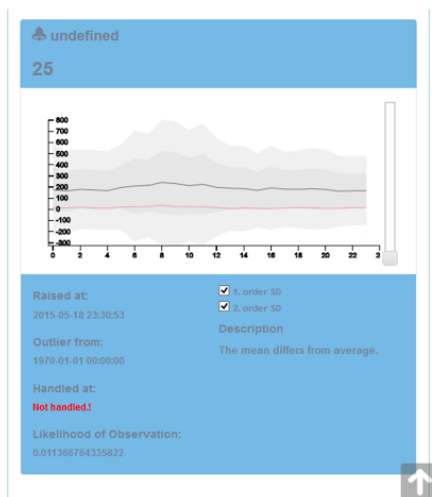 undefined
25
800
700
600
500
400
300
200
100
0
-100
-200
-300
0 2 4 6 8 10 12 14 16 18 20 22 2
Raised at:
2015-05-18 23:30:53
Outlier from:
1970-01-01 00:00:00
Handled at:
Not handled.!
Likelihood of Observation:
0.011366764335822
1. order SD
2. order SD
Description
The mean differs from average.